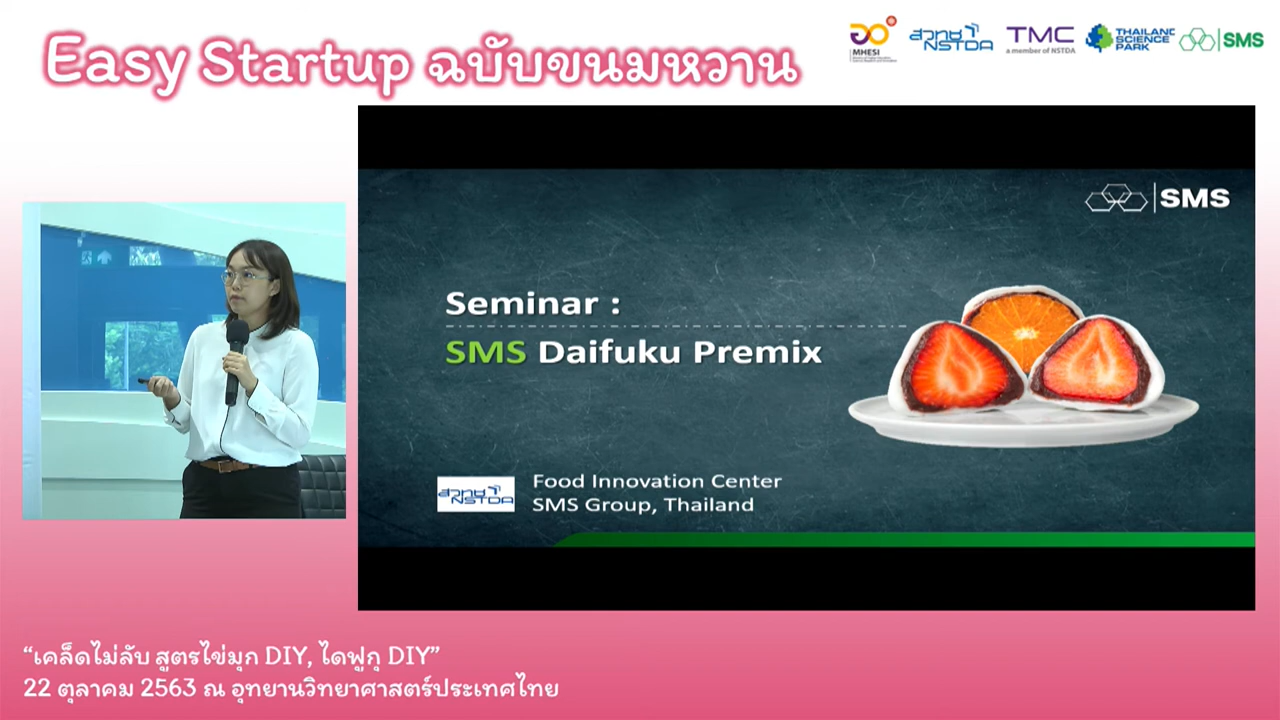 Easy Startup ฉบับขนมหวาน
MHESI
สวทช
NSTDA
TMC
a member of NSTDA
THAILAND
SCIENCE
PARK
SMS
SMS
Seminar :
SMS Daifuku Premix
สวทช
NSTDA
Food Innovation Center
SMS Group, Thailand
“เคล็ดไม่ลับ สูตรไข่มุก DIY, ไดฟูกุ DIY”
22 ตุลาคม 2563 ณ อุทยานวิทยาศาสตร์ประเทศไทย